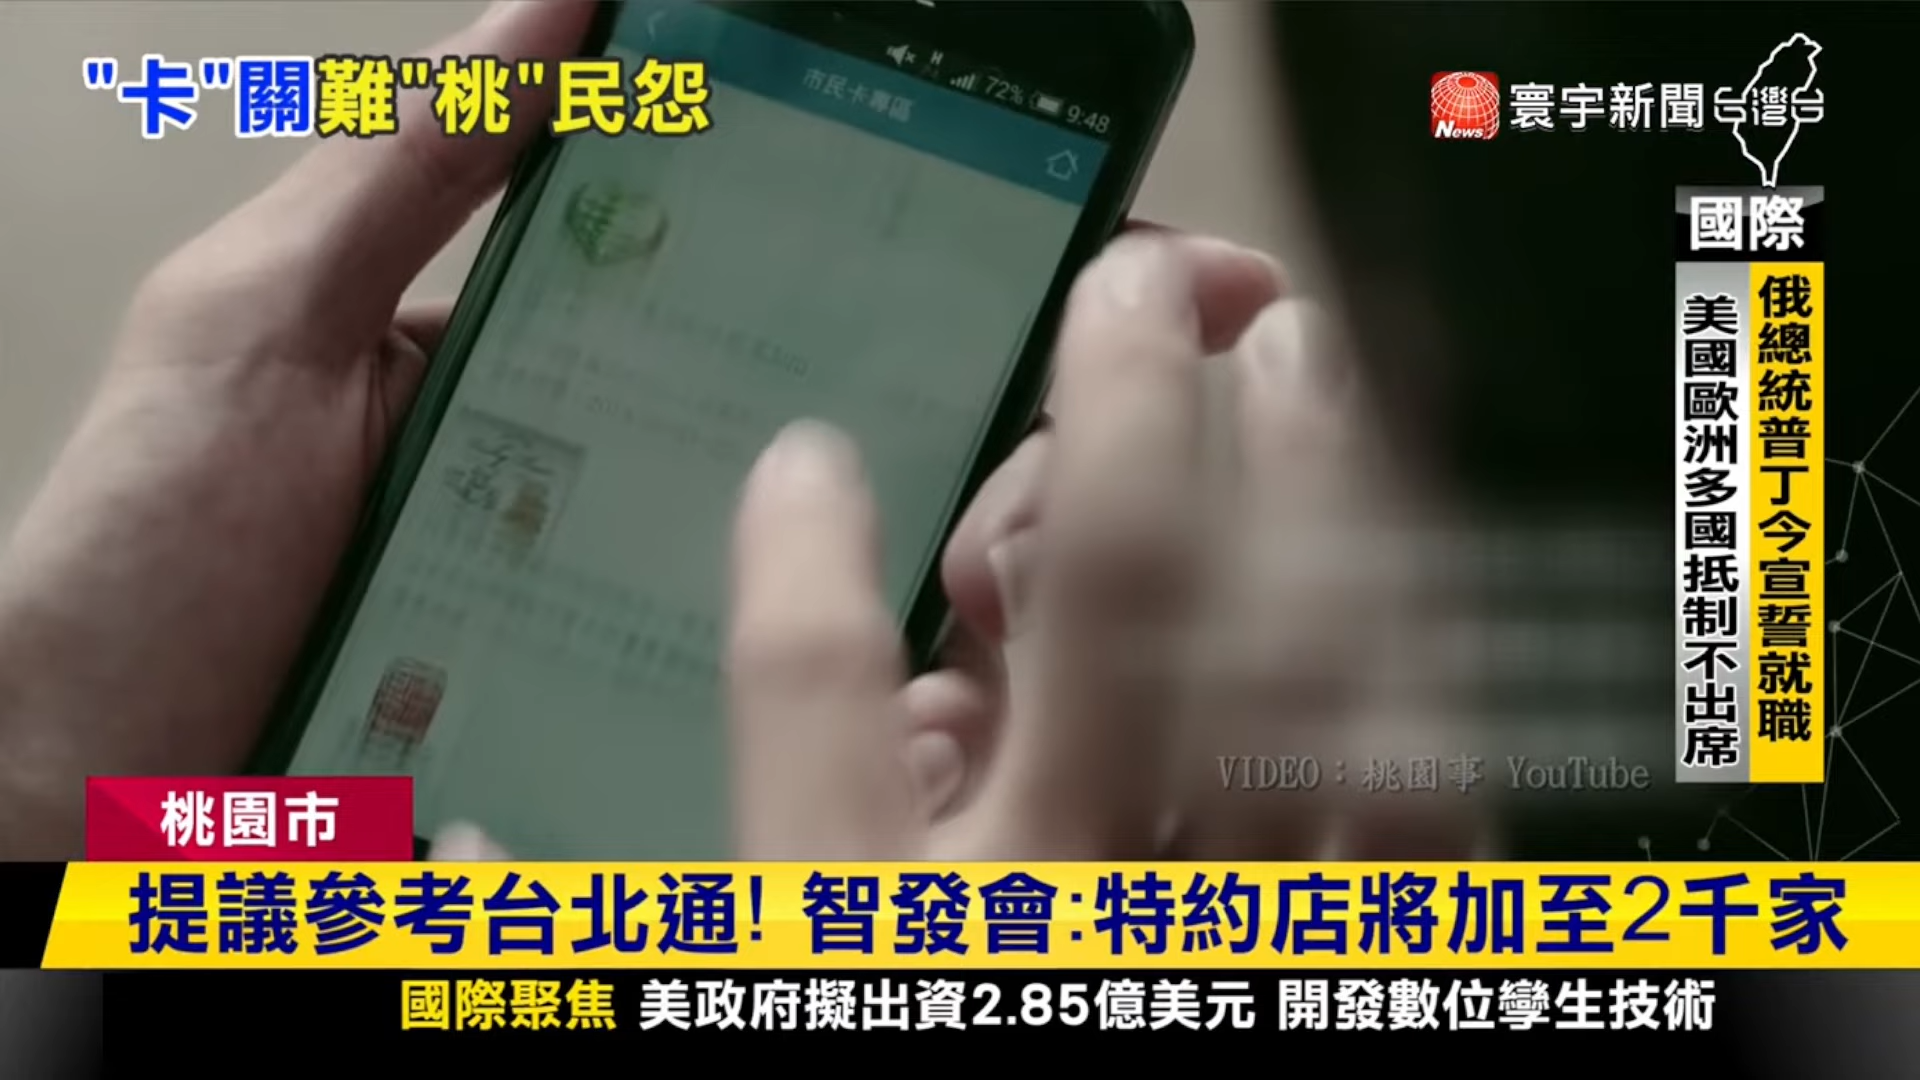 "卡"關難"桃"民怨
72% 9:48
市民卡專區
News
寰宇新聞 台灣台
國際
俄總統普丁今宣誓就職
美國歐洲多國抵制不出席
VIDEO：桃園事 YouTube
桃園市
提議參考台北通! 智發會:特約店將加至2千家
國際聚焦 美政府擬出資2.85億美元 開發數位孿生技術